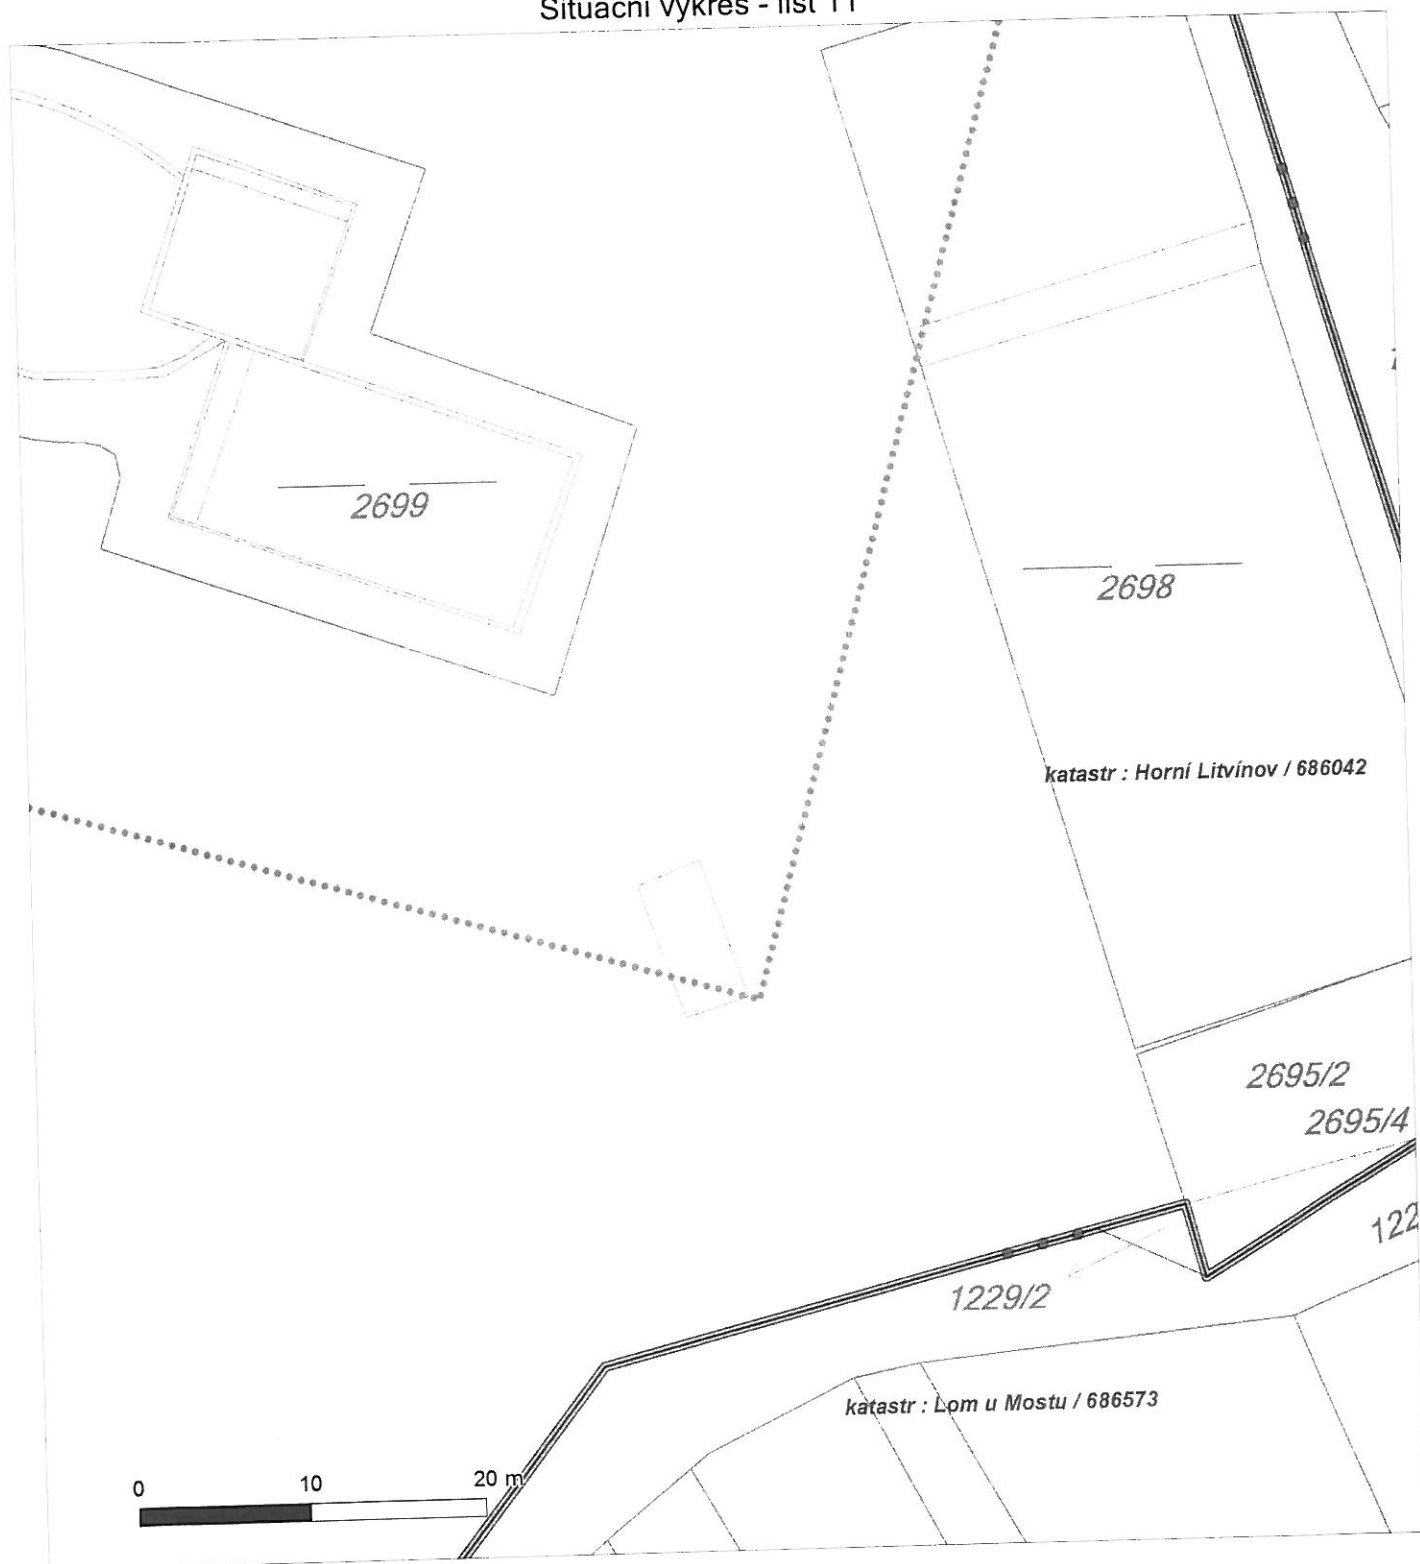 Situační výkres - list 11
2699
2698
katastr : Horní Litvínov / 686042
2695/2
2695/4
122
1229/2
katastr : Lom u Mostu / 686573
0 10 20 m